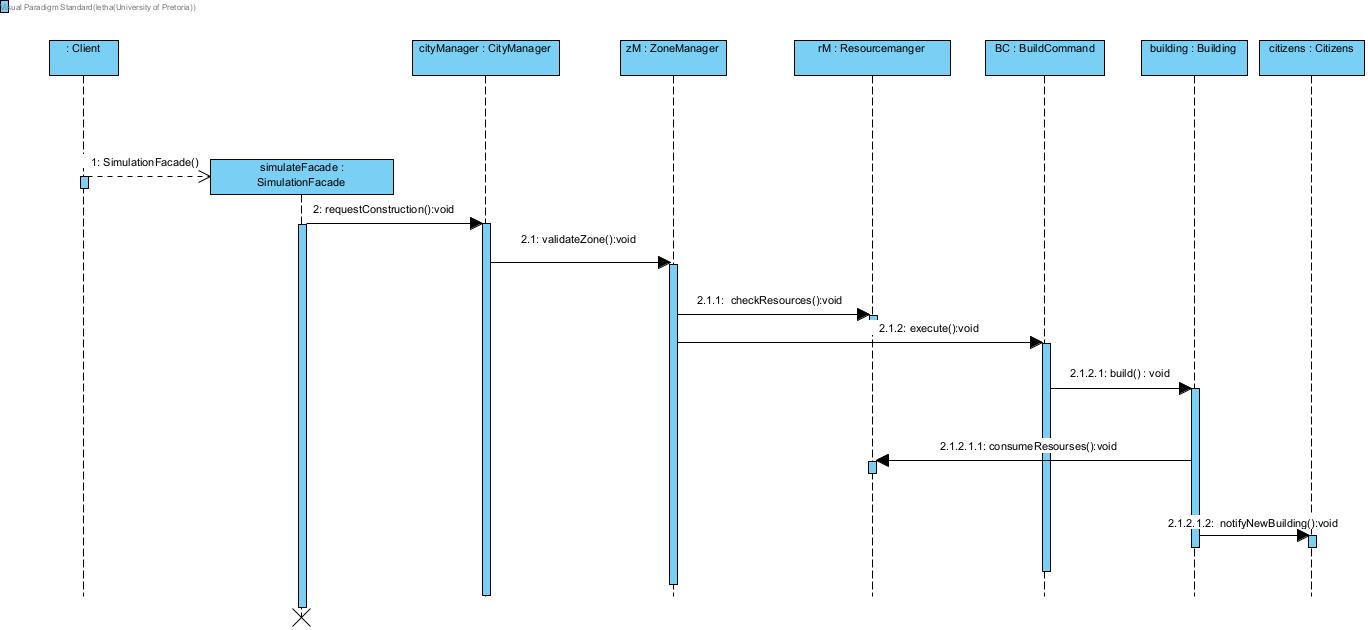 Visual Paradigm Standard(letha(University of Pretoria))
: Client
cityManager : CityManager
zM : ZoneManager
rM : Resourcemanger
BC : BuildCommand
building : Building
citizens : Citizens
1: SimulationFacade()
simulateFacade :
SimulationFacade
2: requestConstruction():void
2.1: validateZone():void
2.1.1:  checkResources():void
2.1.2: execute():void
2.1.2.1: build() : void
2.1.2.1.1: consumeResourses():void
2.1.2.1.2:  notifyNewBuilding():void